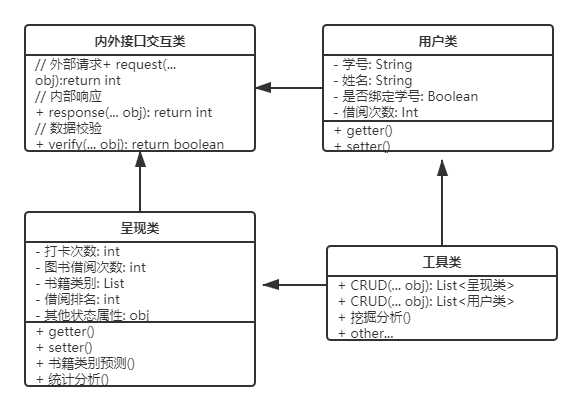 内外接口交互类
// 外部请求+ request(...
obj):return int
// 内部响应
+ response(... obj): return int
// 数据校验
+ verify(... obj): return boolean
用户类
- 学号: String
- 姓名: String
- 是否绑定学号: Boolean
- 借阅次数: Int
+ getter()
+ setter()
呈现类
- 打卡次数: int
- 图书借阅次数: int
- 书籍类别: List
- 借阅排名: int
- 其他状态属性: obj
+ getter()
+ setter()
+ 书籍类别预测()
+ 统计分析()
工具类
+ CRUD(... obj): List<呈现类>
+ CRUD(... obj): List<用户类>
+ 挖掘分析()
+ other...